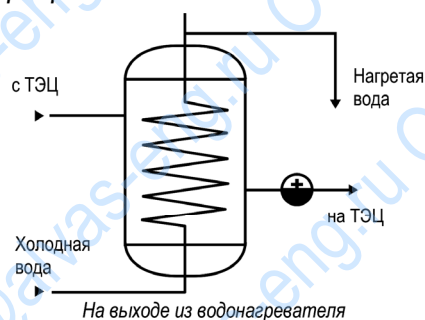 с ТЭЦ
Нагретая
вода
на ТЭЦ
Холодная
вода
На выходе из водонагревателя